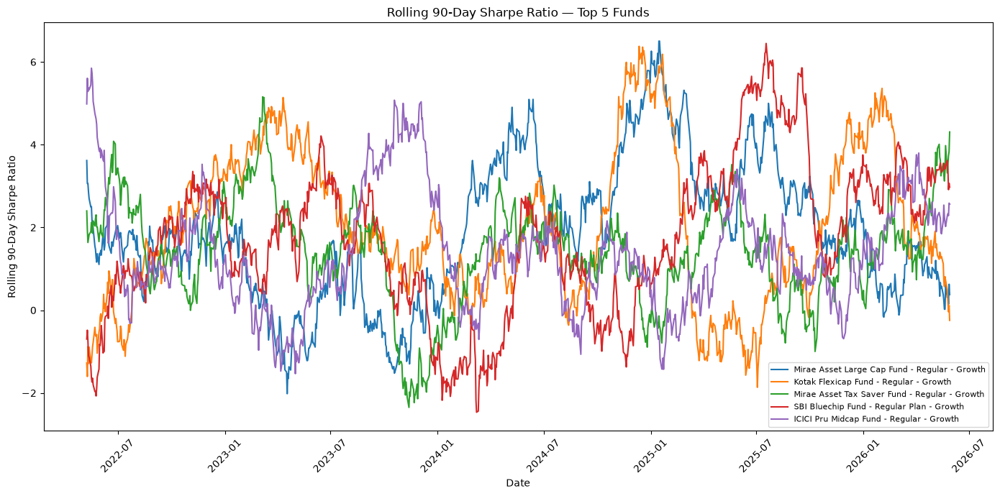 Rolling 90-Day Sharpe Ratio — Top 5 Funds
Rolling 90-Day Sharpe Ratio
6
4
2
0
−2
Mirae Asset Large Cap Fund - Regular - Growth
Kotak Flexicap Fund - Regular - Growth
Mirae Asset Tax Saver Fund - Regular - Growth
SBI Bluechip Fund - Regular Plan - Growth
ICICI Pru Midcap Fund - Regular - Growth
2022-07
2023-01
2023-07
2024-01
2024-07
2025-01
2025-07
2026-01
2026-07
Date